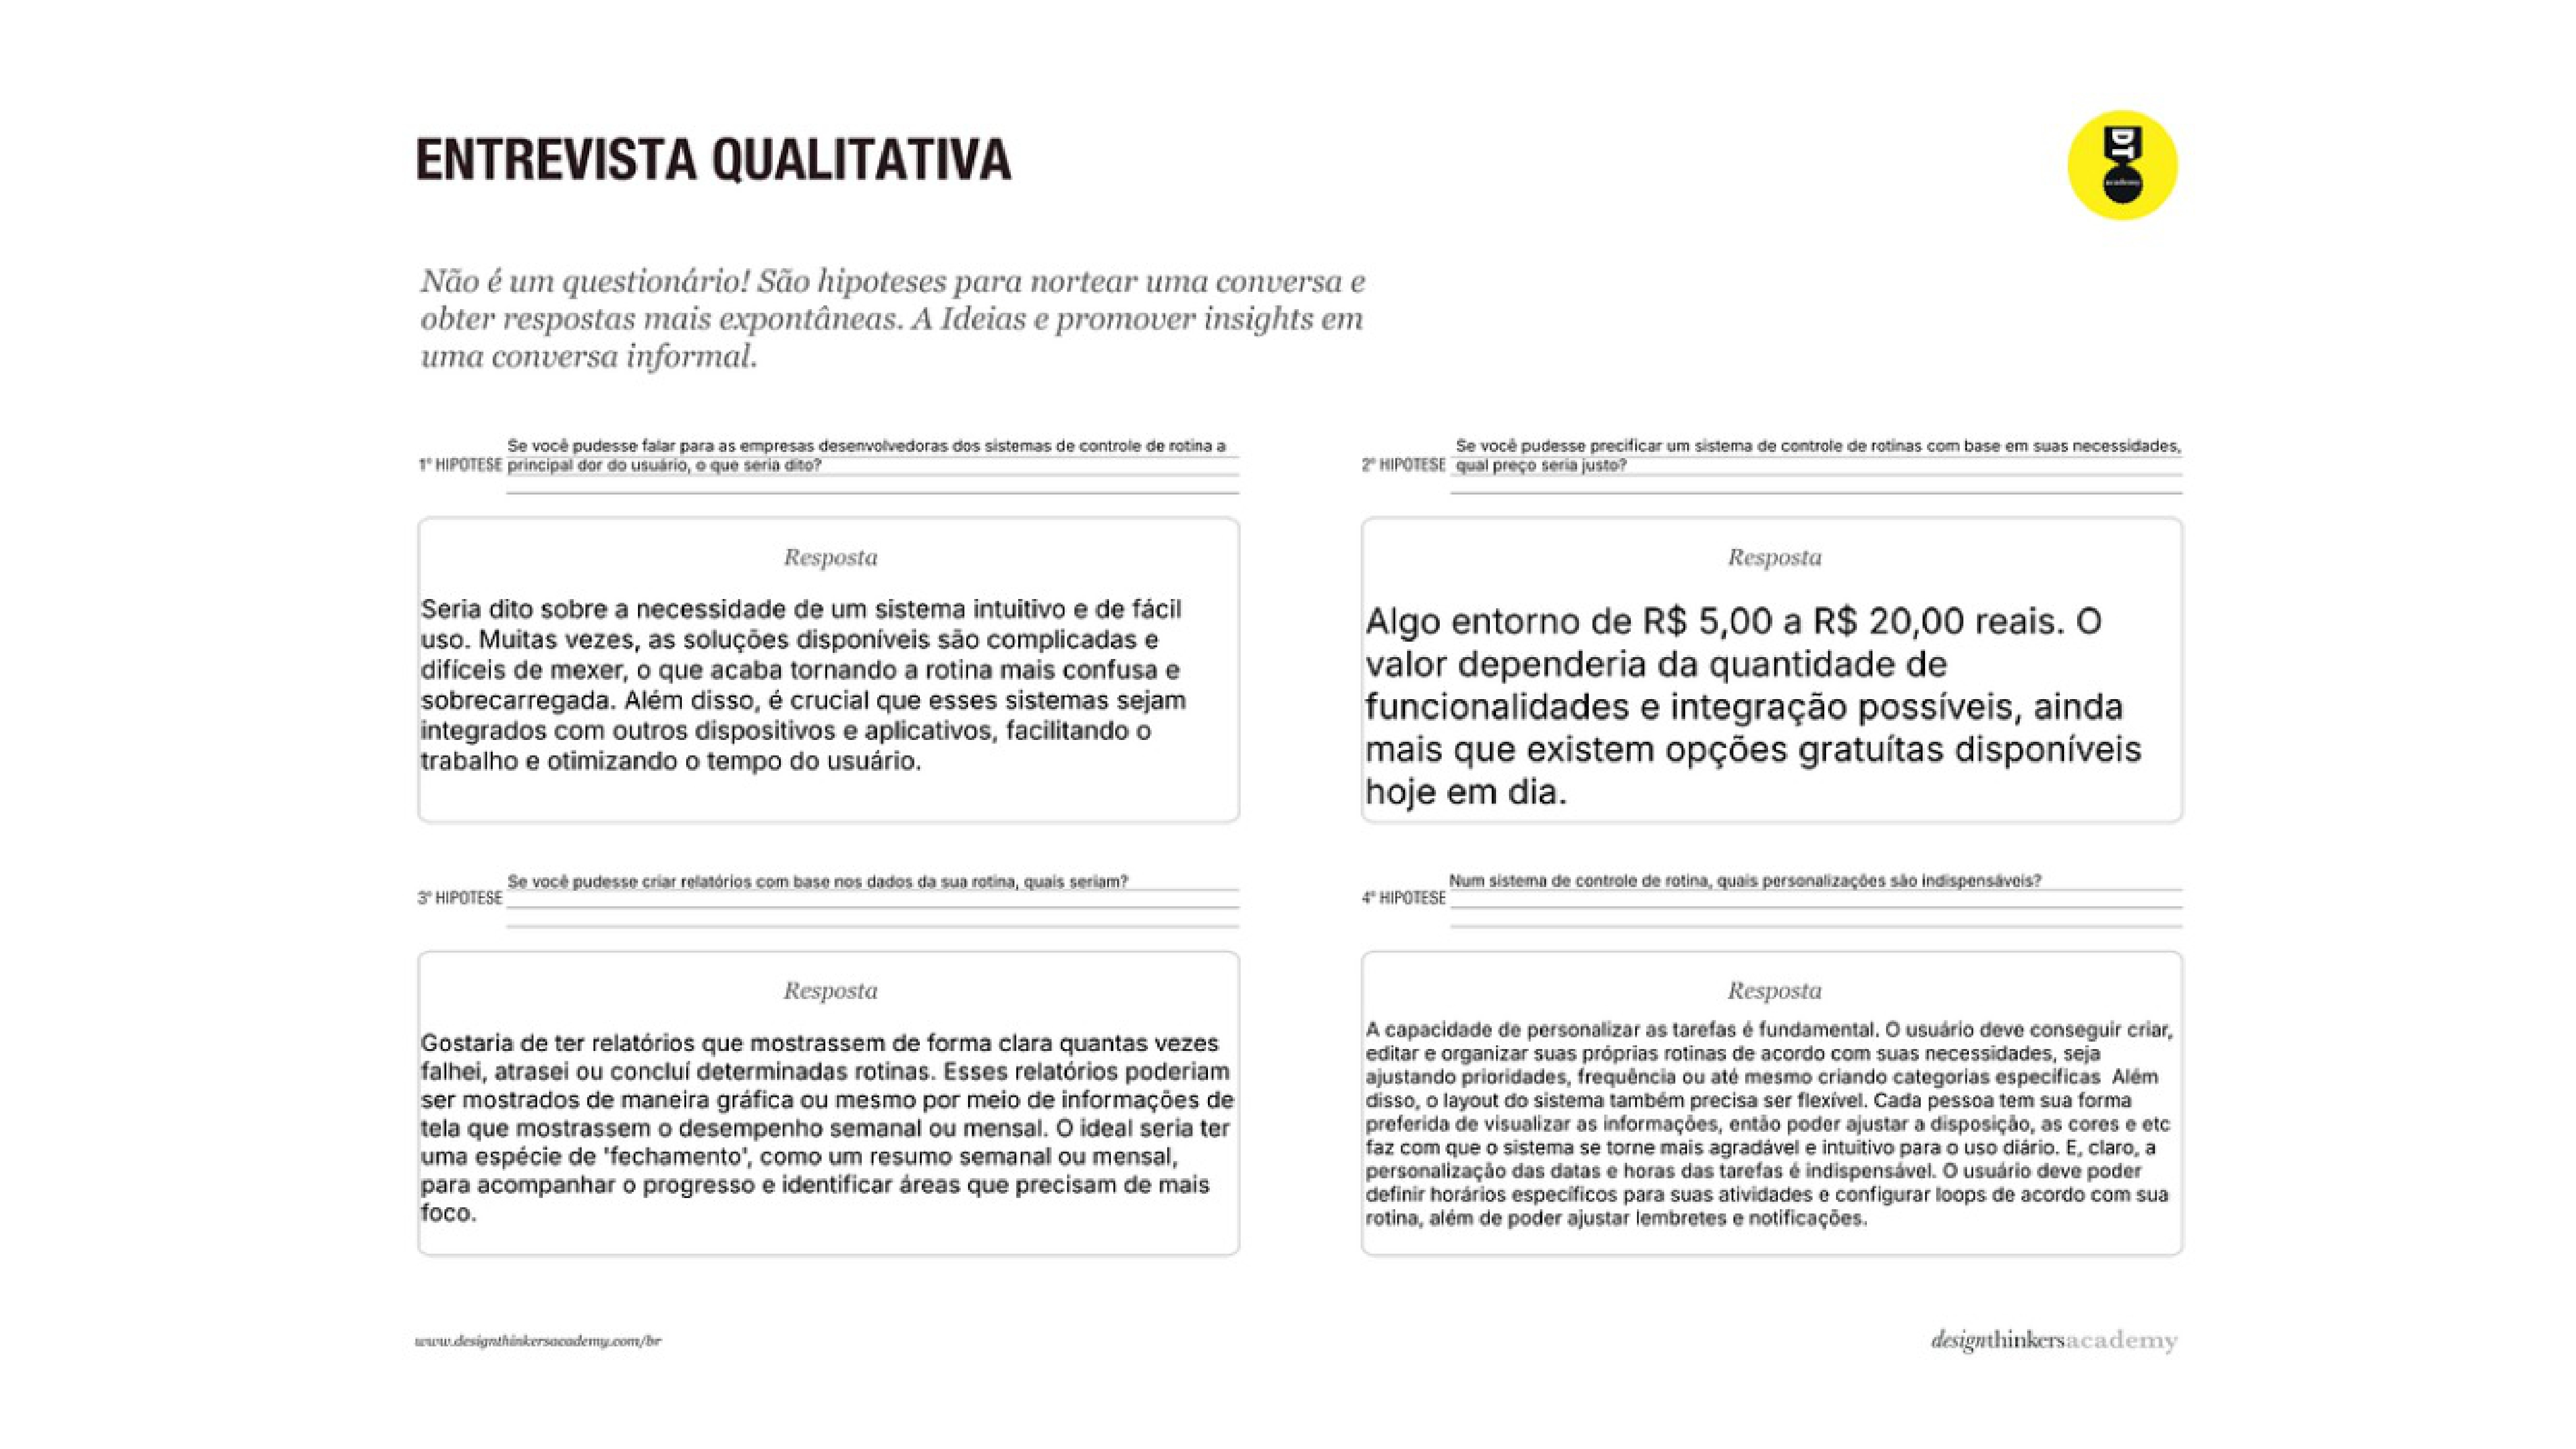 ENTREVISTA QUALITATIVA
DT
academy
Não é um questionário! São hipoteses para nortear uma conversa e
obter respostas mais expontâneas. A Ideias e promover insights em
uma conversa informal.
1º HIPOTESE
Se você pudesse falar para as empresas desenvolvedoras dos sistemas de controle de rotina a
principal dor do usuário, o que seria dito?
Resposta
Seria dito sobre a necessidade de um sistema intuitivo e de fácil
uso. Muitas vezes, as soluções disponíveis são complicadas e
difíceis de mexer, o que acaba tornando a rotina mais confusa e
sobrecarregada. Além disso, é crucial que esses sistemas sejam
integrados com outros dispositivos e aplicativos, facilitando o
trabalho e otimizando o tempo do usuário.
2º HIPOTESE
Se você pudesse precificar um sistema de controle de rotinas com base em suas necessidades,
qual preço seria justo?
Resposta
Algo entorno de R$ 5,00 a R$ 20,00 reais. O
valor dependeria da quantidade de
funcionalidades e integração possíveis, ainda
mais que existem opções gratuítas disponíveis
hoje em dia.
3º HIPOTESE
Se você pudesse criar relatórios com base nos dados da sua rotina, quais seriam?
Resposta
Gostaria de ter relatórios que mostrassem de forma clara quantas vezes
falhei, atrasei ou concluí determinadas rotinas. Esses relatórios poderiam
ser mostrados de maneira gráfica ou mesmo por meio de informações de
tela que mostrassem o desempenho semanal ou mensal. O ideal seria ter
uma espécie de 'fechamento', como um resumo semanal ou mensal,
para acompanhar o progresso e identificar áreas que precisam de mais
foco.
4º HIPOTESE
Num sistema de controle de rotina, quais personalizações são indispensáveis?
Resposta
A capacidade de personalizar as tarefas é fundamental. O usuário deve conseguir criar,
editar e organizar suas próprias rotinas de acordo com suas necessidades, seja
ajustando prioridades, frequência ou até mesmo criando categorias específicas  Além
disso, o layout do sistema também precisa ser flexível. Cada pessoa tem sua forma
preferida de visualizar as informações, então poder ajustar a disposição, as cores e etc
faz com que o sistema se torne mais agradável e intuitivo para o uso diário. E, claro, a
personalização das datas e horas das tarefas é indispensável. O usuário deve poder
definir horários específicos para suas atividades e configurar loops de acordo com sua
rotina, além de poder ajustar lembretes e notificações.
www.designthinkersacademy.com/br
designthinkersacademy